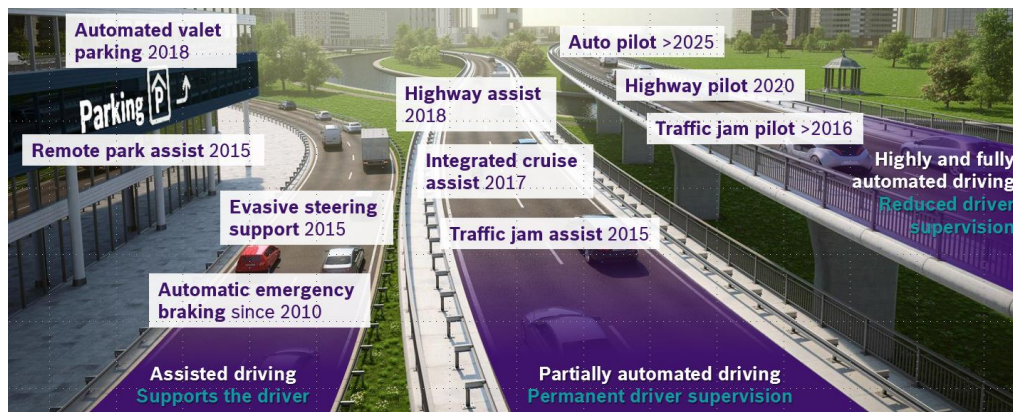 Automated valet
parking 2018
Parking P
Remote park assist 2015
Evasive steering
support 2015
Automatic emergency
braking since 2010
Assisted driving
Supports the driver
Highway assist
2018
Integrated cruise
assist 2017
Traffic jam assist 2015
Partially automated driving
Permanent driver supervision
Auto pilot >2025
Highway pilot 2020
Traffic jam pilot >2016
Highly and fully
automated driving
Reduced driver
supervision